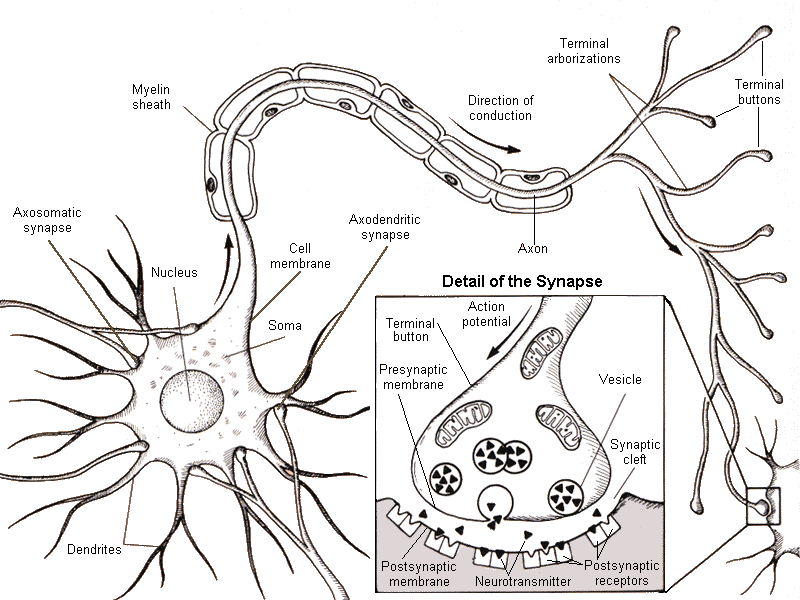 Terminal
arborizations
Myelin
sheath
Direction of
conduction
Terminal
buttons
Axosomatic
synapse
Axodendritic
synapse
Nucleus
Cell
membrane
Axon
Soma
Detail of the Synapse
Action
potential
Terminal
button
Presynaptic
membrane
Vesicle
Synaptic
cleft
Dendrites
Postsynaptic
membrane
Neurotransmitter
Postsynaptic
receptors